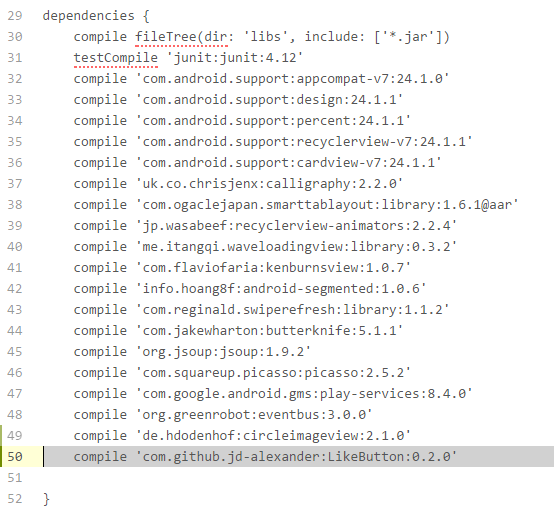 29 dependencies {
30 compile fileTree(dir: 'libs', include: ['*.jar'])
31 testCompile 'junit:junit:4.12'
32 compile 'com.android.support:appcompat-v7:24.1.0'
33 compile 'com.android.support:design:24.1.1'
34 compile 'com.android.support:percent:24.1.1'
35 compile 'com.android.support:recyclerview-v7:24.1.1'
36 compile 'com.android.support:cardview-v7:24.1.1'
37 compile 'uk.co.chrisjenx:calligraphy:2.2.0'
38 compile 'com.ogaclejapan.smarttablayout:library:1.6.1@aar'
39 compile 'jp.wasabeef:recyclerview-animators:2.2.4'
40 compile 'me.itangqi.waveloadingview:library:0.3.2'
41 compile 'com.flaviofaria:kenburnsview:1.0.7'
42 compile 'info.hoang8f:android-segmented:1.0.6'
43 compile 'com.reginald.swiperefresh:library:1.1.2'
44 compile 'com.jakewharton:butterknife:5.1.1'
45 compile 'org.jsoup:jsoup:1.9.2'
46 compile 'com.squareup.picasso:picasso:2.5.2'
47 compile 'com.google.android.gms:play-services:8.4.0'
48 compile 'org.greenrobot:eventbus:3.0.0'
49 compile 'de.hdodenhof:circleimageview:2.1.0'
50 compile 'com.github.jd-alexander:LikeButton:0.2.0'
51
52 }